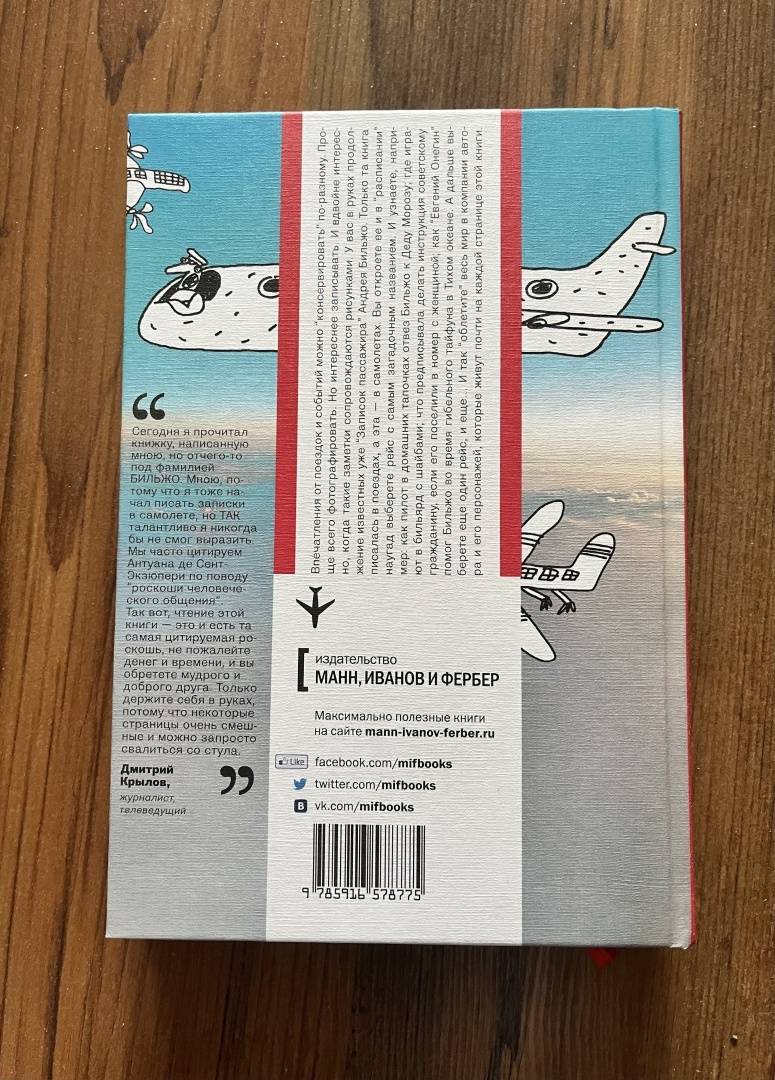 Впечатления от поездок и событий можно "консервировать" по-разному. Про-
ще всего фотографировать. Но интереснее записывать. И вдвойне интерес-
но, когда такие заметки сопровождаются рисунками. У вас в руках продол-
жение известных уже "Записок пассажира" Андрея Бильжо. Только та книга
писалась в поездах, а эта — в самолетах. Вы откроете ее и в "расписании"
наугад выберете рейс с самым загадочным названием. И узнаете, напри-
мер: как пилот в домашних тапочках отвез Бильжо к Деду Морозу; где игра-
ют в бильярд с шайбами; что предписывала делать инструкция советскому
гражданину, если его поселили в номер с женщиной; как "Евгений Онегин"
помог Бильжо во время гибельного тайфуна в Тихом океане. А дальше вы-
берете еще один рейс, и еще... И так "облетите" весь мир в компании авто-
ра и его персонажей, которые живут почти на каждой странице этой книги.
“
Сегодня я прочитал
книжку, написанную
мною, но отчего-то
под фамилией
БИЛЬЖО. Мною, по-
тому что я тоже на-
чал писать записки
в самолете, но ТАК
талантливо я никогда
бы не смог выразить.
Мы часто цитируем
Антуана де Сент-
Экзюпери по поводу
"роскоши человече-
ского общения".
Так вот, чтение этой
книги — это и есть та
самая цитируемая ро-
скошь, не пожалейте
денег и времени, и вы
обретете мудрого и
доброго друга. Только
держите себя в руках,
потому что некоторые
страницы очень смеш-
ные и можно запросто
свалиться со стула.
”
Дмитрий
Крылов,
журналист,
телеведущий
издательство
МАНН, ИВАНОВ И ФЕРБЕР
Максимально полезные книги
на сайте mann-ivanov-ferber.ru
Like facebook.com/mifbooks
twitter.com/mifbooks
B vk.com/mifbooks
9 785916 578775